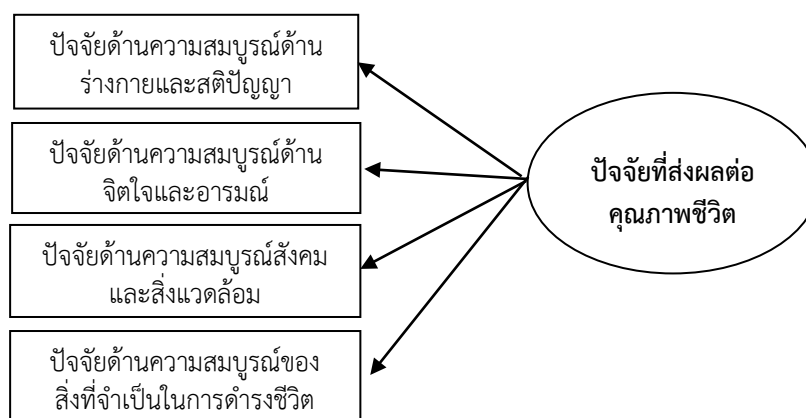 ปัจจัยด้านความสมบูรณ์ด้าน
ร่างกายและสติปัญญา
ปัจจัยด้านความสมบูรณ์ด้าน
จิตใจและอารมณ์
ปัจจัยด้านความสมบูรณ์สังคม
และสิ่งแวดล้อม
ปัจจัยด้านความสมบูรณ์ของ
สิ่งที่จำเป็นในการดำรงชีวิต
ปัจจัยที่ส่งผลต่อ
คุณภาพชีวิต